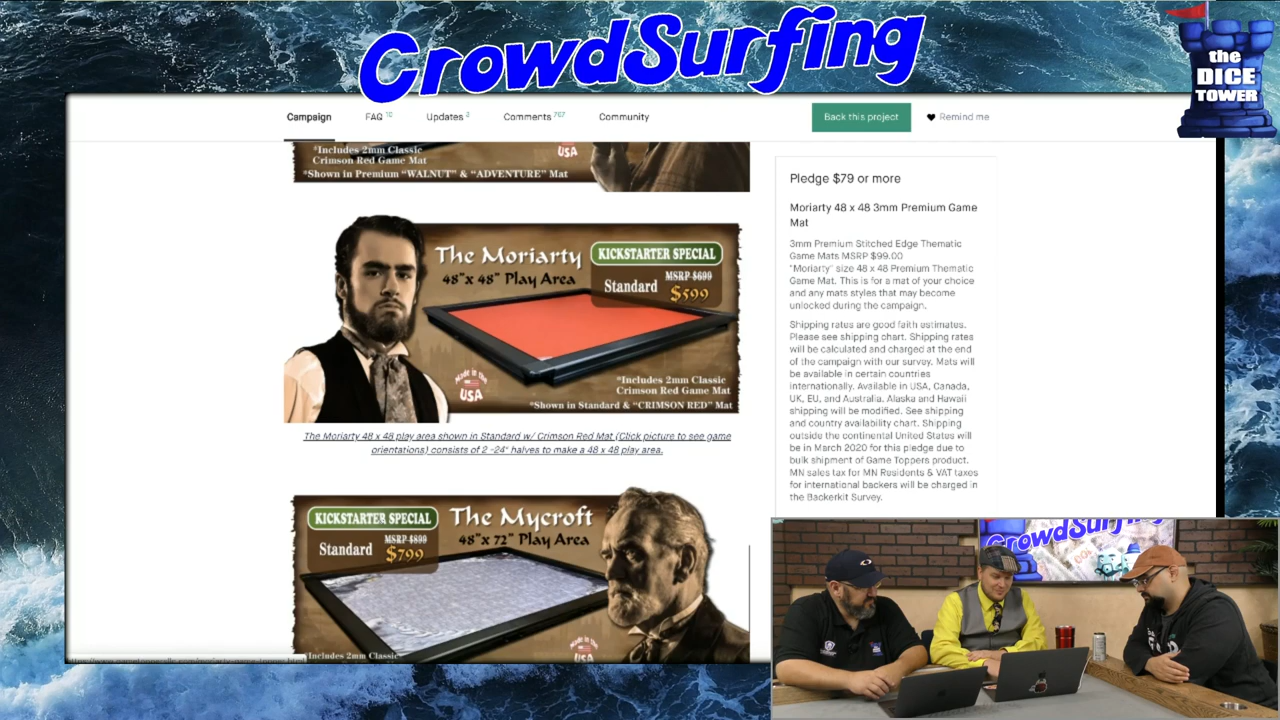 CrowdSurfing
the
DICE
TOWER
Campaign
FAQ 10
Updates 3
Comments 767
Community
Back this project
Remind me
*Includes 2mm Classic
Crimson Red Game Mat
USA
*Shown in Premium “WALNUT” & “ADVENTURE” Mat
The Moriarty
48"x 48" Play Area
KICKSTARTER SPECIAL
Standard
MSRP $699
$599
Made in the
USA
*Includes 2mm Classic
Crimson Red Game Mat
*Shown in Standard & “CRIMSON RED” Mat
The Moriarty 48 x 48 play area shown in Standard w/ Crimson Red Mat (Click picture to see game
orientations) consists of 2 -24" halves to make a 48 x 48 play area.
KICKSTARTER SPECIAL
Standard
MSRP $899
$799
The Mycroft
48"x 72" Play Area
Made in the
USA
*Includes 2mm Classic
Pledge $79 or more
Moriarty 48 x 48 3mm Premium Game
Mat
3mm Premium Stitched Edge Thematic
Game Mats MSRP $99.00
"Moriarty" size 48 x 48 Premium Thematic
Game Mat. This is for a mat of your choice
and any mats styles that may become
unlocked during the campaign.
Shipping rates are good faith estimates.
Please see shipping chart. Shipping rates
will be calculated and charged at the end
of the campaign with our survey. Mats will
be available in certain countries
internationally. Available in USA, Canada,
UK, EU, and Australia. Alaska and Hawaii
shipping will be modified. See shipping
and country availability chart. Shipping
outside the continental United States will
be in March 2020 for this pledge due to
bulk shipment of Game Toppers product.
MN sales tax for MN Residents & VAT taxes
for international backers will be charged in
the Backerkit Survey.
CrowdSurfing